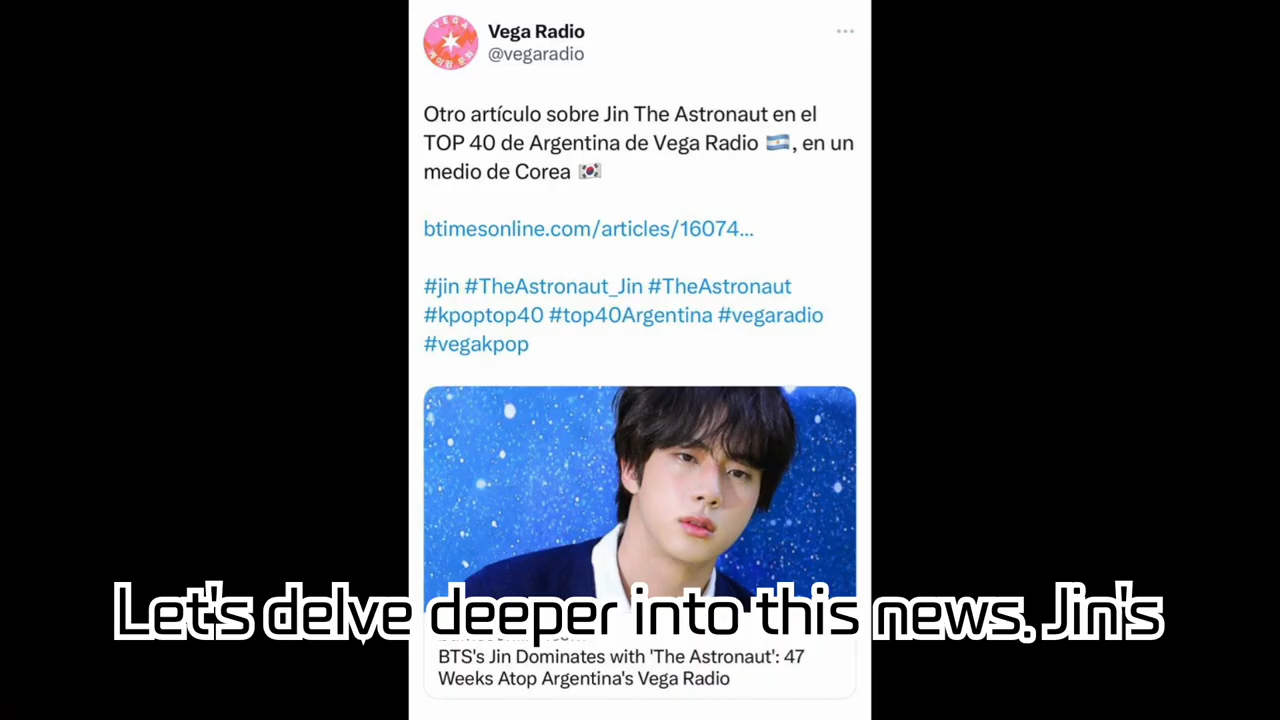 VEGA
Vega Radio
@vegaradio
Otro artículo sobre Jin The Astronaut en el
TOP 40 de Argentina de Vega Radio 🇦🇷, en un
medio de Corea 🇰🇷
btimesonline.com/articles/16074...
#jin #TheAstronaut_Jin #TheAstronaut
#kpoptop40 #top40Argentina #vegaradio
#vegakpop
Let's delve deeper into this news. Jin's
BTS's Jin Dominates with 'The Astronaut': 47
Weeks Atop Argentina's Vega Radio